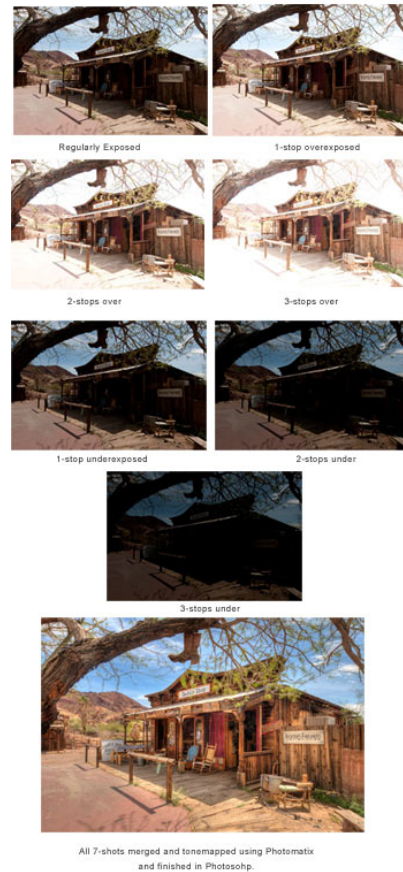 Regularly Exposed
1-stop overexposed
2-stops over
3-stops over
1-stop underexposed
2-stops under
3-stops under
All 7-shots merged and tonemapped using Photomatix
and finished in Photosohp.